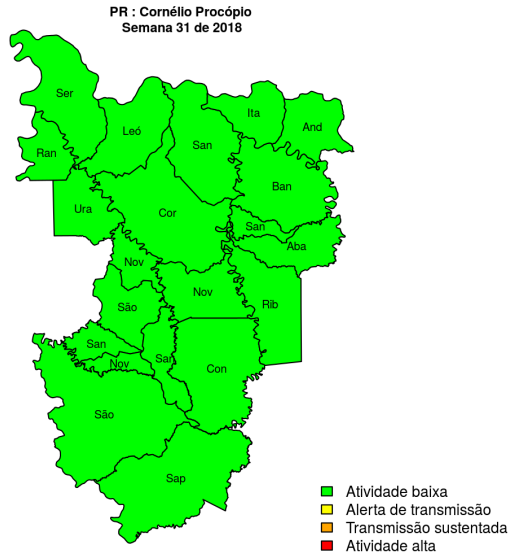 PR : Cornélio Procópio
Semana 31 de 2018
Ser
Leó
Ita
And
San
Ran
Ban
Ura
Cor
San
Aba
Nov
Nov
Rib
São
San
San
Nov
Con
São
Sap
Atividade baixa
Alerta de transmissão
Transmissão sustentada
Atividade alta